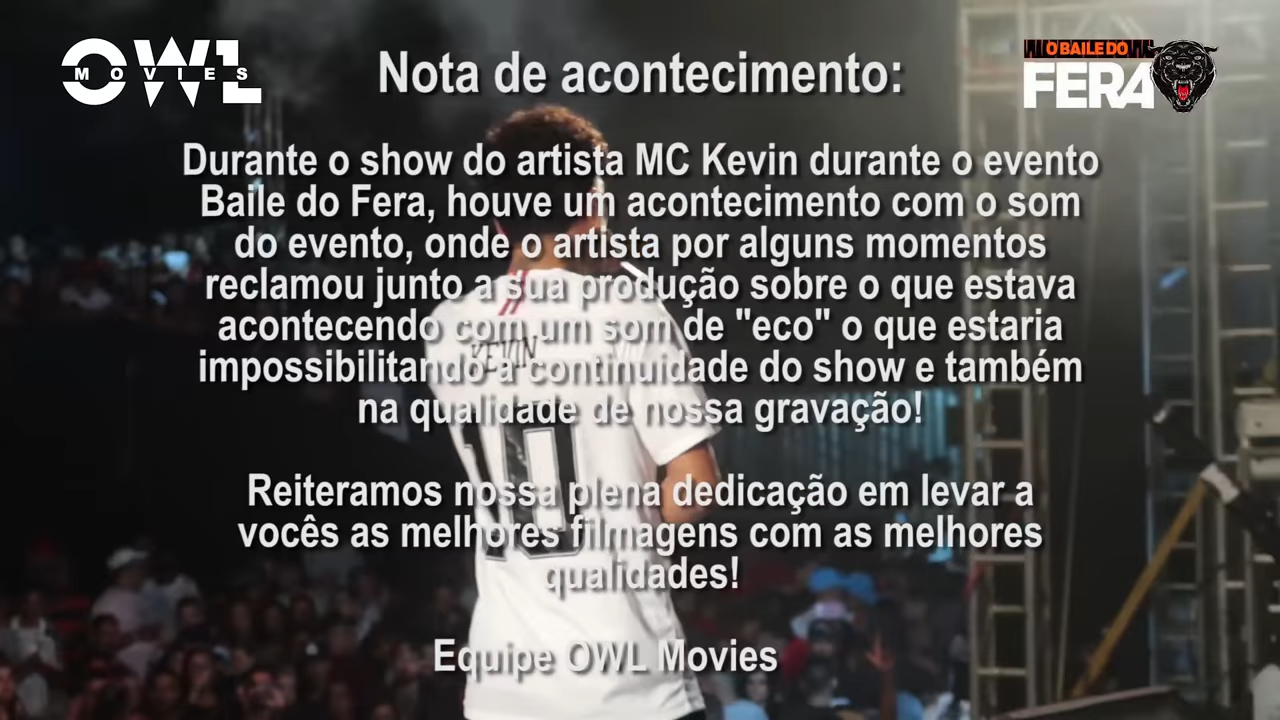 OWL
MOVIES
O BAILE DO
FERA
Nota de acontecimento:
Durante o show do artista MC Kevin durante o evento
Baile do Fera, houve um acontecimento com o som
do evento, onde o artista por alguns momentos
reclamou junto a sua produção sobre o que estava
acontecendo com um som de "eco" o que estaria
impossibilitando a continuidade do show e também
na qualidade de nossa gravação!
Reiteramos nossa plena dedicação em levar a
vocês as melhores filmagens com as melhores
qualidades!
Equipe OWL Movies
KEVIN
10